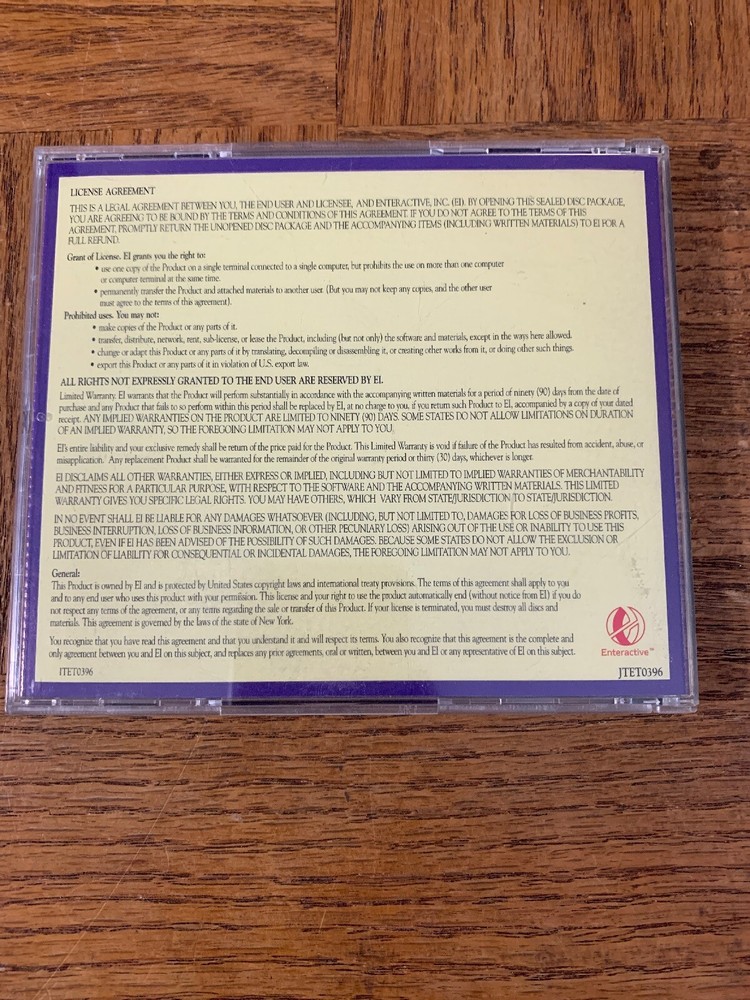 LICENSE AGREEMENT
THIS IS A LEGAL AGREEMENT BETWEEN YOU, THE END USER AND LICENSEE, AND ENTERACTIVE, INC. (EI). BY OPENING THIS SEALED DISC PACKAGE,
YOU ARE AGREEING TO BE BOUND BY THE TERMS AND CONDITIONS OF THIS AGREEMENT. IF YOU DO NOT AGREE TO THE TERMS OF THIS
AGREEMENT, PROMPTLY RETURN THE UNOPENED DISC PACKAGE AND THE ACCOMPANYING ITEMS (INCLUDING WRITTEN MATERIALS) TO EI FOR A
FULL REFUND.
Grant of License. EI grants you the right to:
• use one copy of the Product on a single terminal connected to a single computer, but prohibits the use on more than one computer
or computer terminal at the same time.
• permanently transfer the Product and attached materials to another user. (But you may not keep any copies, and the other user
must agree to the terms of this agreement).
Prohibited uses. You may not:
• make copies of the Product or any parts of it.
• transfer, distribute, network, rent, sub-license, or lease the Product, including (but not only) the software and materials, except in the ways here allowed.
• change or adapt this Product or any parts of it by translating, decompiling or disassembling it, or creating other works from it, or doing other such things.
• export this Product or any parts of it in violation of U.S. export law.
ALL RIGHTS NOT EXPRESSLY GRANTED TO THE END USER ARE RESERVED BY EI.
Limited Warranty. EI warrants that the Product will perform substantially in accordance with the accompanying written materials for a period of ninety (90) days from the date of
purchase and any Product that fails to so perform within this period shall be replaced by EI, at no charge to you, if you return such Product to EI, accompanied by a copy of your dated
receipt. ANY IMPLIED WARRANTIES ON THE PRODUCT ARE LIMITED TO NINETY (90) DAYS. SOME STATES DO NOT ALLOW LIMITATIONS ON DURATION
OF AN IMPLIED WARRANTY, SO THE FOREGOING LIMITATION MAY NOT APPLY TO YOU.
EI's entire liability and your exclusive remedy shall be return of the price paid for the Product. This Limited Warranty is void if failure of the Product has resulted from accident, abuse, or
misapplication. Any replacement Product shall be warranted for the remainder of the original warranty period or thirty (30) days, whichever is longer.
EI DISCLAIMS ALL OTHER WARRANTIES, EITHER EXPRESS OR IMPLIED, INCLUDING BUT NOT LIMITED TO IMPLIED WARRANTIES OF MERCHANTABILITY
AND FITNESS FOR A PARTICULAR PURPOSE, WITH RESPECT TO THE SOFTWARE AND THE ACCOMPANYING WRITTEN MATERIALS. THIS LIMITED
WARRANTY GIVES YOU SPECIFIC LEGAL RIGHTS. YOU MAY HAVE OTHERS, WHICH VARY FROM STATE/JURISDICTION TO STATE/JURISDICTION.
IN NO EVENT SHALL EI BE LIABLE FOR ANY DAMAGES WHATSOEVER (INCLUDING, BUT NOT LIMITED TO, DAMAGES FOR LOSS OF BUSINESS PROFITS,
BUSINESS INTERRUPTION, LOSS OF BUSINESS INFORMATION, OR OTHER PECUNIARY LOSS) ARISING OUT OF THE USE OR INABILITY TO USE THIS
PRODUCT, EVEN IF EI HAS BEEN ADVISED OF THE POSSIBILITY OF SUCH DAMAGES. BECAUSE SOME STATES DO NOT ALLOW THE EXCLUSION OR
LIMITATION OF LIABILITY FOR CONSEQUENTIAL OR INCIDENTAL DAMAGES, THE FOREGOING LIMITATION MAY NOT APPLY TO YOU.
General:
This Product is owned by EI and is protected by United States copyright laws and international treaty provisions. The terms of this agreement shall apply to you
and to any end user who uses this product with your permission. This license and your right to use the product automatically end (without notice from EI) if you do
not respect any terms of the agreement, or any terms regarding the sale or transfer of this Product. If your license is terminated, you must destroy all discs and
materials. This agreement is governed by the laws of the state of New York.
You recognize that you have read this agreement and that you understand it and will respect its terms. You also recognize that this agreement is the complete and
only agreement between you and EI on this subject, and replaces any prior agreements, oral or written, between you and EI or any representative of EI on this subject.
Enteractive™
JTET0396
JTET0396